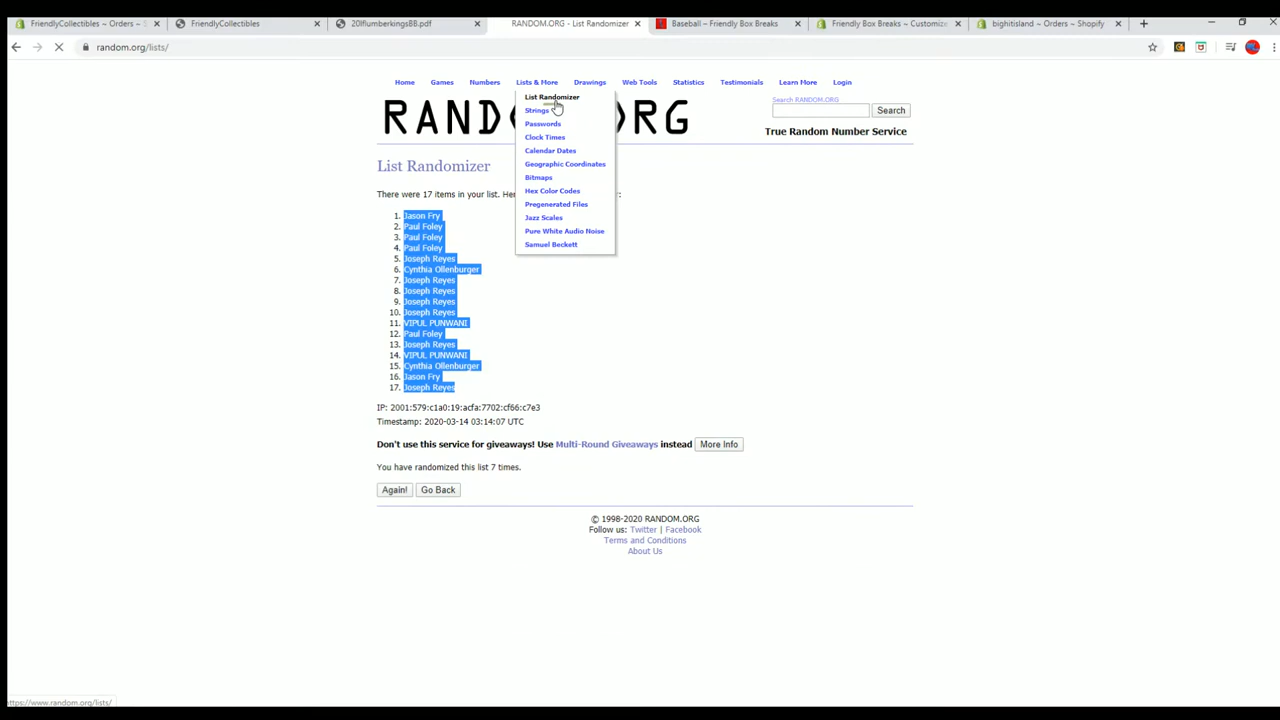 FriendlyCollectibles ~ Orders ~ S
FriendlyCollectibles
20lflumberkingsBB.pdf
RANDOM.ORG - List Randomizer
Baseball – Friendly Box Breaks
Friendly Box Breaks ~ Customize
bighitisland ~ Orders ~ Shopify
random.org/lists/
Home
Games
Numbers
Lists & More
Drawings
Web Tools
Statistics
Testimonials
Learn More
Login
List Randomizer
Strings
Passwords
Clock Times
Calendar Dates
Geographic Coordinates
Bitmaps
Hex Color Codes
Pregenerated Files
Jazz Scales
Pure White Audio Noise
Samuel Beckett
Search RANDOM.ORG
Search
True Random Number Service
List Randomizer
There were 17 items in your list. Her
1. Jason Fry
2. Paul Foley
3. Paul Foley
4. Paul Foley
5. Joseph Reyes
6. Cynthia Ollenburger
7. Joseph Reyes
8. Joseph Reyes
9. Joseph Reyes
10. Joseph Reyes
11. VIPUL PUNWANI
12. Paul Foley
13. Joseph Reyes
14. VIPUL PUNWANI
15. Cynthia Ollenburger
16. Jason Fry
17. Joseph Reyes
IP: 2001:579:c1a0:19:acfa:7702:cf66:c7e3
Timestamp: 2020-03-14 03:14:07 UTC
Don't use this service for giveaways! Use Multi-Round Giveaways instead More Info
You have randomized this list 7 times.
Again! Go Back
© 1998-2020 RANDOM.ORG
Follow us: Twitter | Facebook
Terms and Conditions
About Us
https://www.random.org/lists/